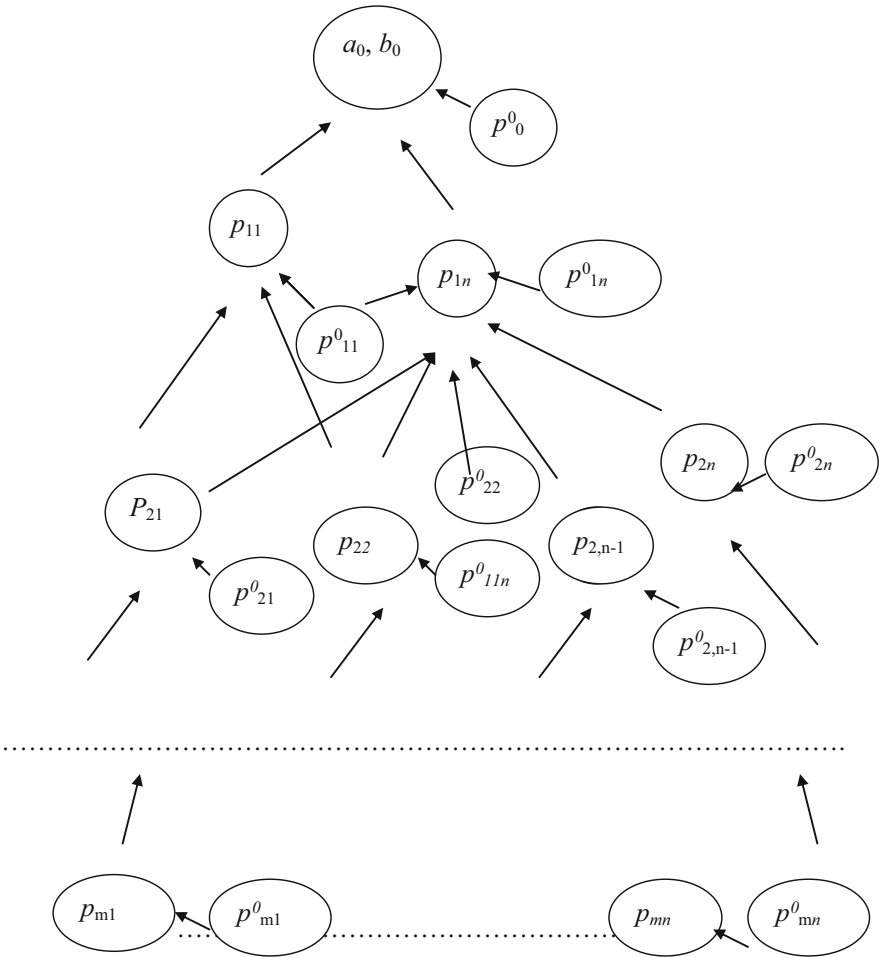 a₀, b₀
p⁰₀
p₁₁
p₁ₙ
p⁰₁ₙ
p⁰₁₁
p₂ₙ
p⁰₂ₙ
p⁰₂₂
P₂₁
p₂₂
p₂,ₙ₋₁
p⁰₁₁ₙ
p⁰₂₁
p⁰₂,ₙ₋₁
pₘ₁
p⁰ₘ₁
pₘₙ
p⁰ₘₙ